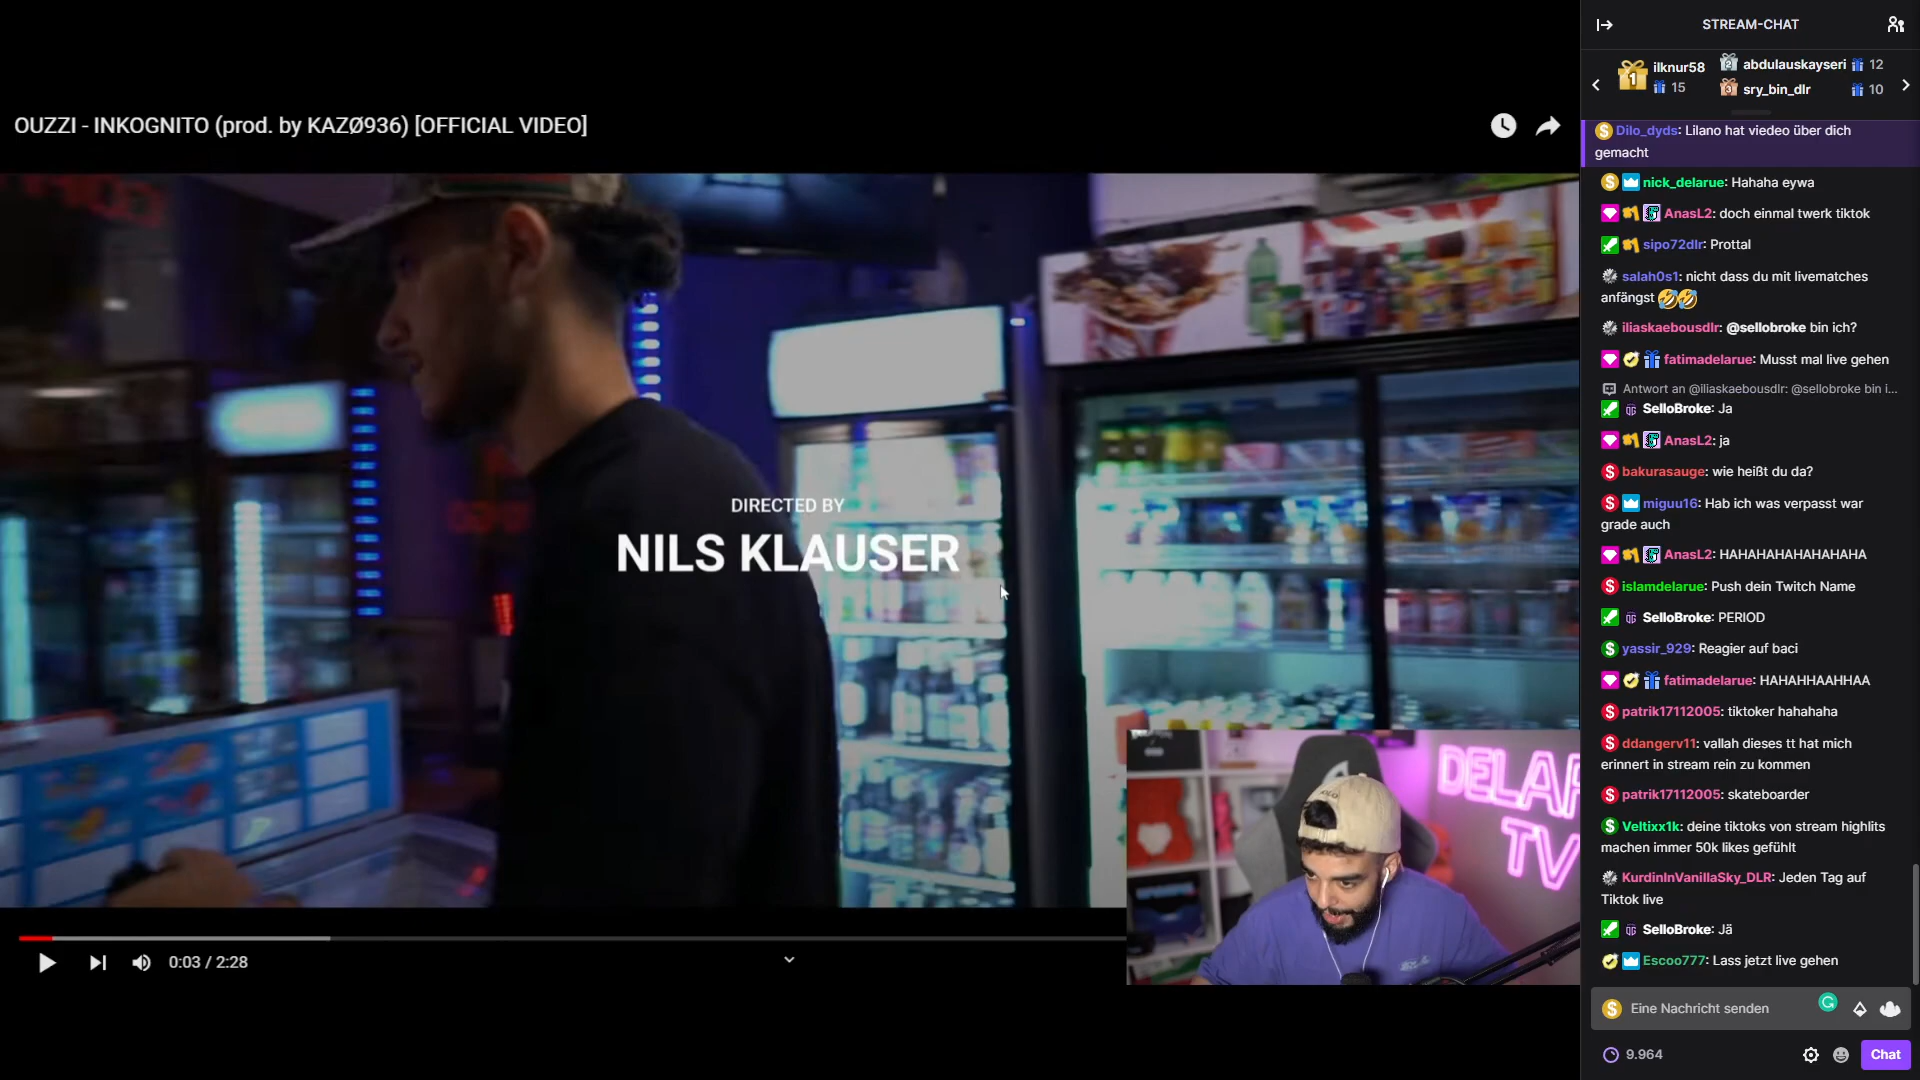 OUZZI - INKOGNITO (prod. by KAZØ936) [OFFICIAL VIDEO]
DIRECTED BY
NILS KLAUSER
0:03 / 2:28
DELAR
TV
STREAM-CHAT
1 ilknur58
15
2 abdulauskayseri 12
3 sry_bin_dlr 10
Dilo_dyds: Lilano hat viedeo über dich
gemacht
nick_delarue: Hahaha eywa
AnasL2: doch einmal twerk tiktok
sipo72dlr: Prottal
salah0s1: nicht dass du mit livematches
anfängst 🤣🤣
iliaskaebousdlr: @sellobroke bin ich?
fatimadelarue: Musst mal live gehen
Antwort an @iliaskaebousdlr: @sellobroke bin i...
SelloBroke: Ja
AnasL2: ja
bakurasauge: wie heißt du da?
miguu16: Hab ich was verpasst war
grade auch
AnasL2: HAHAHAHAHAHAHAHA
islamdelarue: Push dein Twitch Name
SelloBroke: PERIOD
yassir_929: Reagier auf baci
fatimadelarue: HAHAHHAAHHAA
patrik17112005: tiktoker hahahaha
ddangerv11: vallah dieses tt hat mich
erinnert in stream rein zu kommen
patrik17112005: skateboarder
Veltixx1k: deine tiktoks von stream highlits
machen immer 50k likes gefühlt
KurdinInVanillaSky_DLR: Jeden Tag auf
Tiktok live
SelloBroke: Jä
Escoo777: Lass jetzt live gehen
Eine Nachricht senden
9.964
Chat